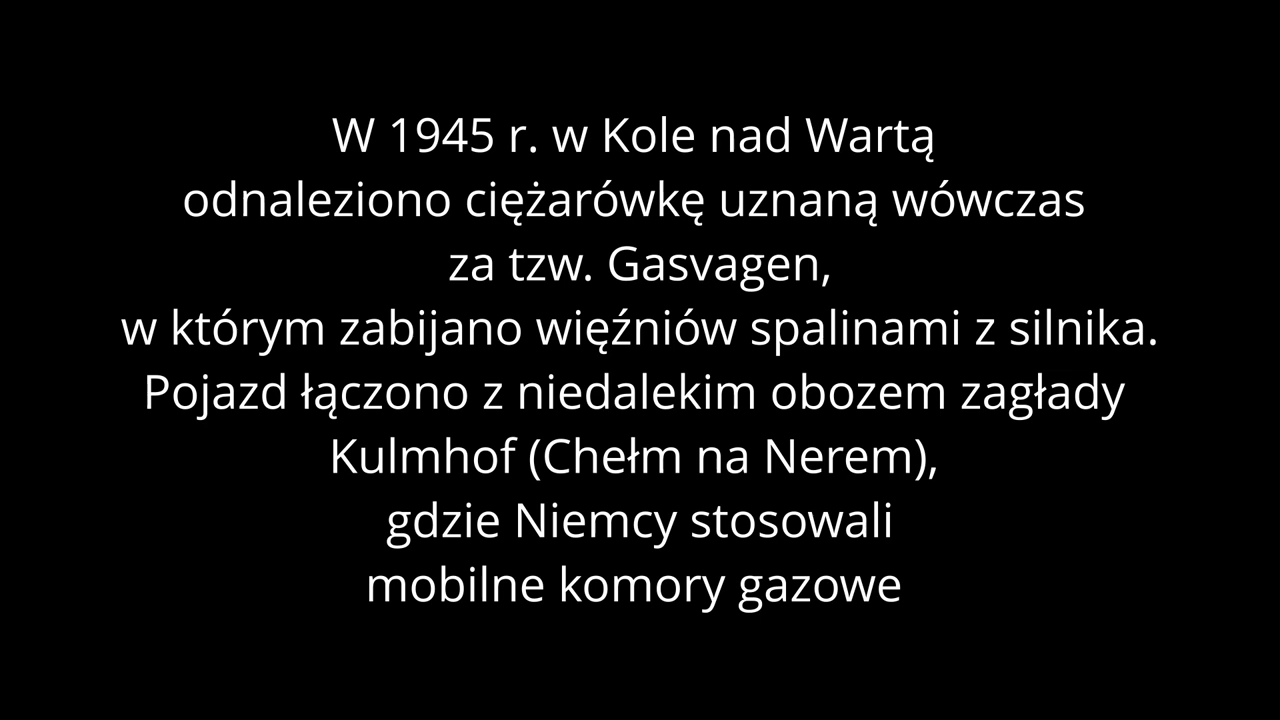 W 1945 r. w Kole nad Wartą
odnaleziono ciężarówkę uznaną wówczas
za tzw. Gasvagen,
w którym zabijano więźniów spalinami z silnika.
Pojazd łączono z niedalekim obozem zagłady
Kulmhof (Chełm na Nerem),
gdzie Niemcy stosowali
mobilne komory gazowe